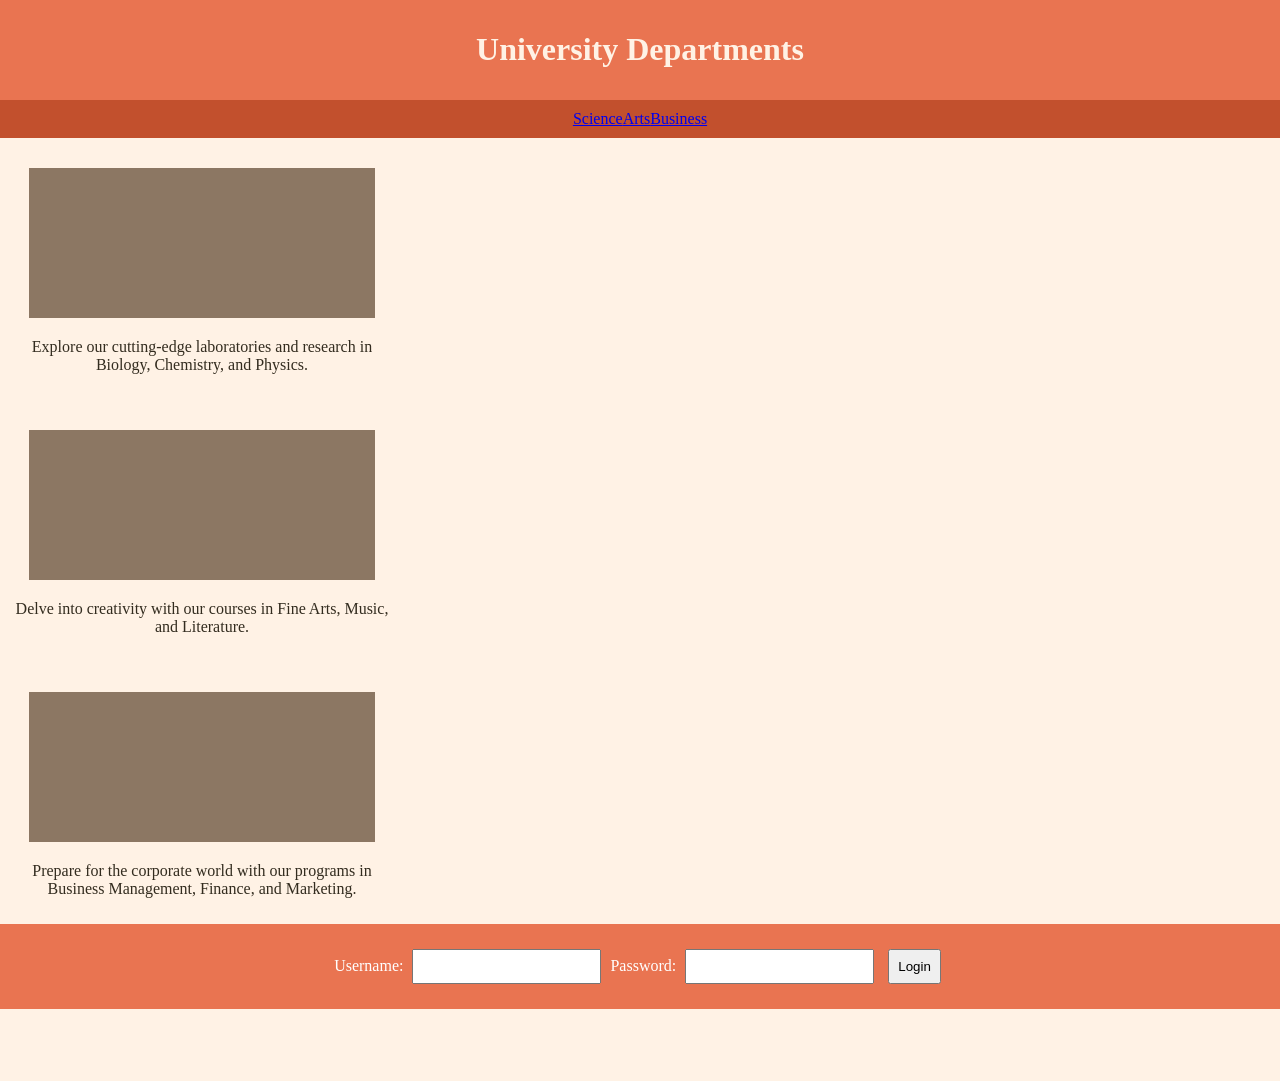 University Departments
ScienceArtsBusiness
Explore our cutting-edge laboratories and research in
Biology, Chemistry, and Physics.
Delve into creativity with our courses in Fine Arts, Music,
and Literature.
Prepare for the corporate world with our programs in
Business Management, Finance, and Marketing.
Username: Password: Login